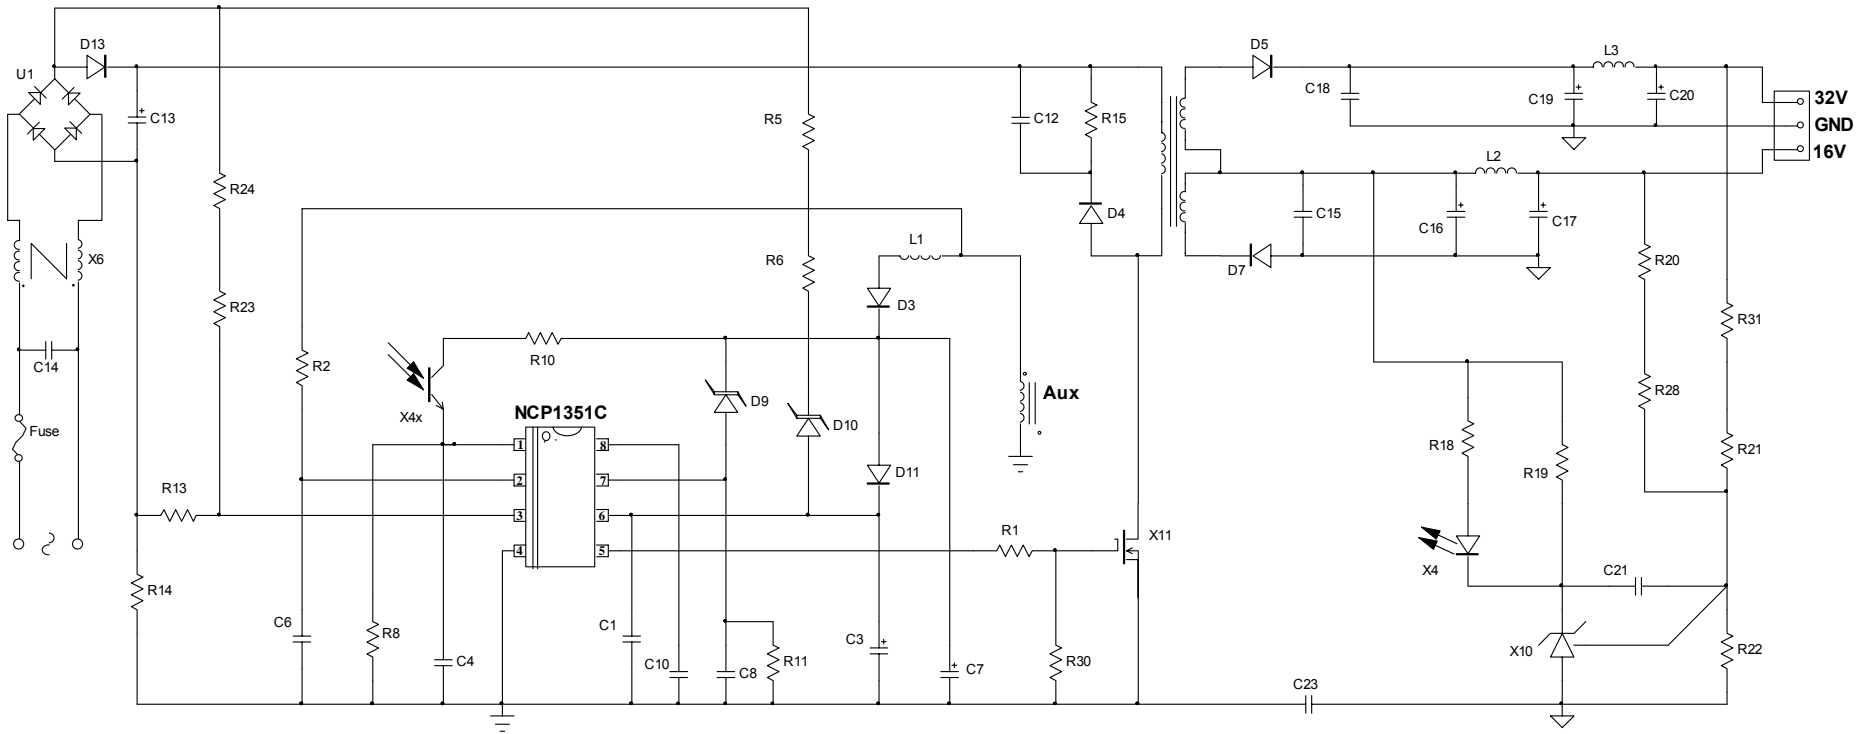 D13
D5
L3
U1
32V
C18
C19
C20
C13
R5
C12
R15
GND
16V
L2
R24
D4
C15
C16
C17
L1
X6
R6
D7
R20
R23
D3
R31
C14
R2
R10
R28
Aux
X4x
NCP1351C
D9
D10
Fuse
1
8
R18
R21
2
7
D11
R19
R13
3
6
R1
X11
4
5
X4
C21
R14
C6
R8
C1
C3
C4
C10
C8
R11
C7
R30
X10
R22
C23